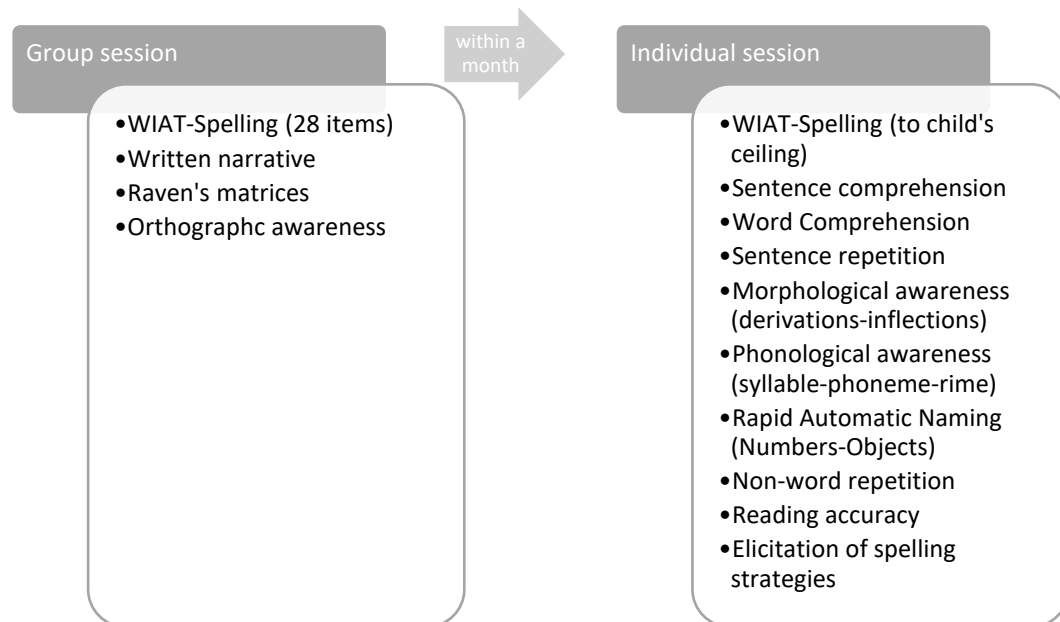 Group session
•WIAT-Spelling (28 items)
•Written narrative
•Raven's matrices
•Orthographc awareness
within a
month
Individual session
•WIAT-Spelling (to child's
ceiling)
•Sentence comprehension
•Word Comprehension
•Sentence repetition
•Morphological awareness
(derivations-inflections)
•Phonological awareness
(syllable-phoneme-rime)
•Rapid Automatic Naming
(Numbers-Objects)
•Non-word repetition
•Reading accuracy
•Elicitation of spelling
strategies